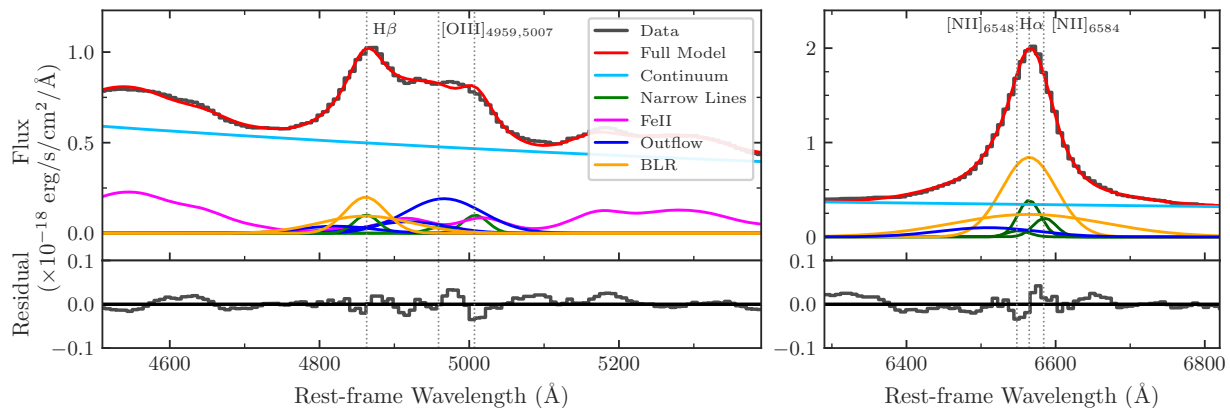 Hβ [OIII]4959,5007
Data
Full Model
Continuum
Narrow Lines
FeII
Outflow
BLR
1.0
0.5
0.0
0.1
0.0
−0.1
4600 4800 5000 5200
Rest-frame Wavelength (Å)
Flux
(×10−18 erg/s/cm2/Å)
Residual
[NII]6548 Hα [NII]6584
2
1
0
0.1
0.0
−0.1
6400 6600 6800
Rest-frame Wavelength (Å)